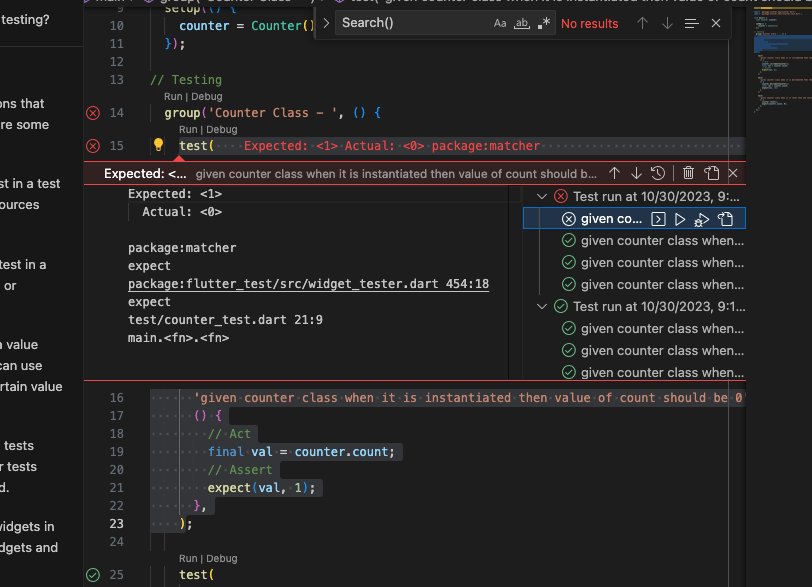 testing?
ons that
re some
st in a test
ources
test in a
or
a value
can use
rtain value
tests
r tests
d.
widgets in
dgets and
setup(() {
10 counter = Counter()
11 });
12
13 // Testing
Run | Debug
14 group('Counter Class - ', () {
Run | Debug
15 test(···· Expected: <1> Actual: <0> package:matcher
Search()
Aa ab .*
No results
Expected: <... given counter class when it is instantiated then value of count should b...
Expected: <1>
Actual: <0>
package:matcher
expect
package:flutter_test/src/widget_tester.dart 454:18
expect
test/counter_test.dart 21:9
main.<fn>.<fn>
Test run at 10/30/2023, 9:...
given co...
given counter class when...
given counter class when...
given counter class when...
Test run at 10/30/2023, 9:1...
given counter class when...
given counter class when...
given counter class when...
16 'given·counter·class·when·it·is·instantiated·then·value·of·count·should·be·0
17 ()·{
18 //·Act
19 final·val·=·counter.count;
20 //·Assert
21 expect(val,·1);
22 },
23 );
24
Run | Debug
25 test(